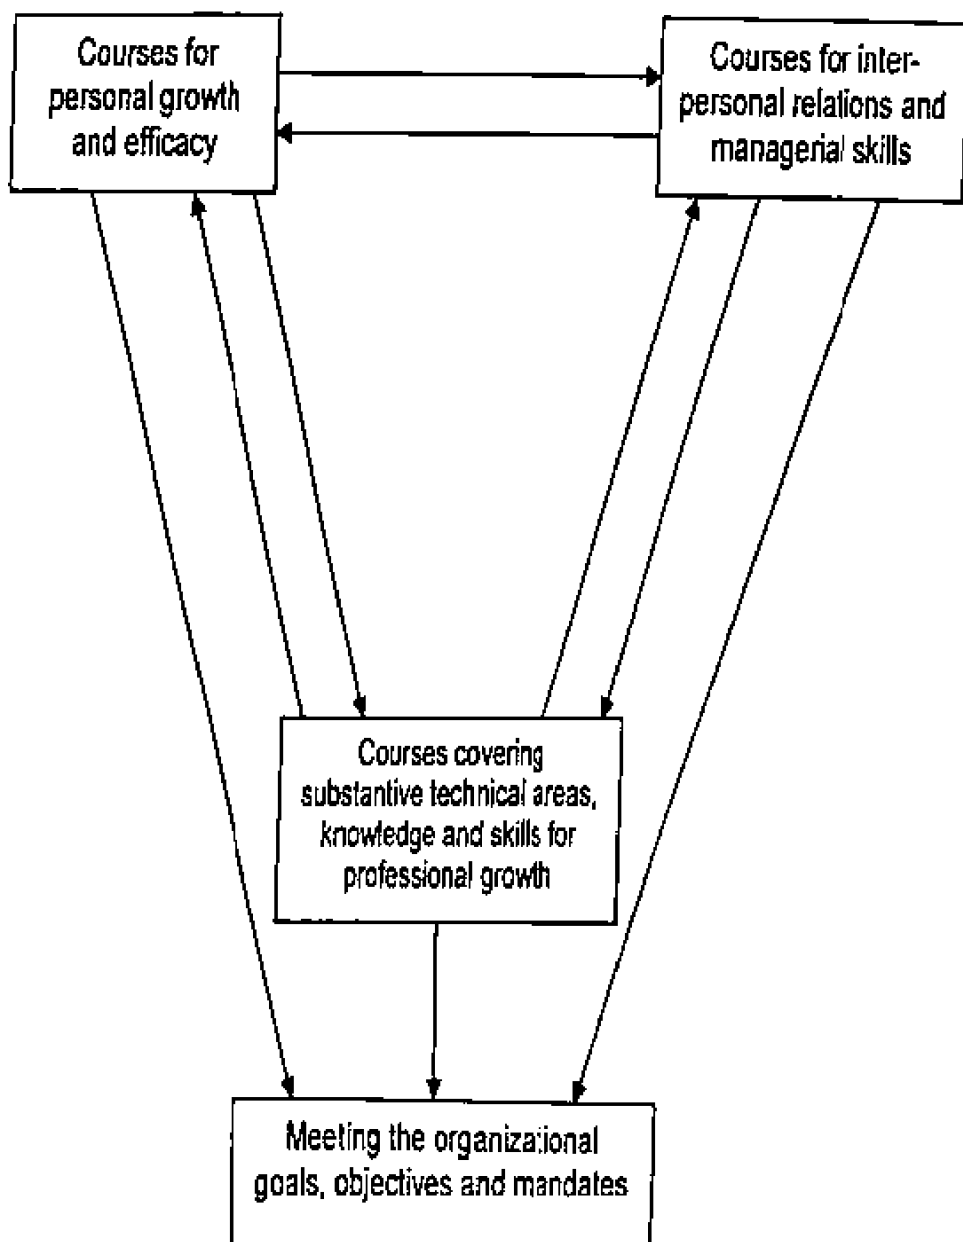 Courses for
personal growth
and efficacy
Courses for inter-
personal relations and
managerial skills
Courses covering
substantive technical areas,
knowledge and skills for
professional growth
Meeting the organizational
goals, objectives and mandates